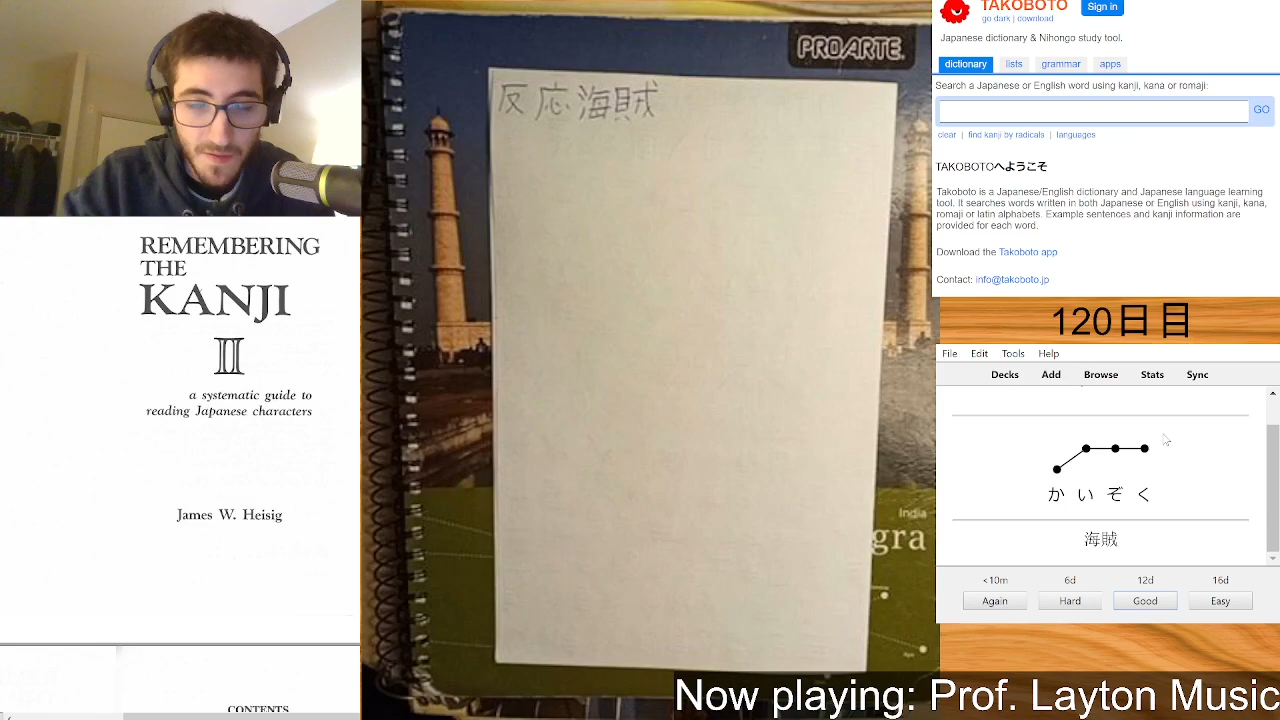 REMEMBERING
THE
KANJI
II
a systematic guide to
reading Japanese characters
James W. Heisig
CONTENTS
PROARTE
反応海賊
India
gra
TAKOBOTO
Sign in
go dark | download
Japanese dictionary & Nihongo study tool.
dictionary lists grammar apps
Search a Japanese or English word using kanji, kana or romaji:
GO
clear | find kanji by radicals | languages
TAKOBOTOへようこそ
Takoboto is a Japanese/English dictionary and Japanese language learning
tool. It searches words written in both Japanese or English using kanji, kana,
romaji or latin alphabets. Example sentences and kanji information are
provided for each word.
Download the Takoboto app
Contact: info@takoboto.jp
120日目
File Edit Tools Help
Decks Add Browse Stats Sync
かいぞく
海賊
<10m 6d 12d 16d
Again Hard Good Easy
Now playing: Prof. Layton Music